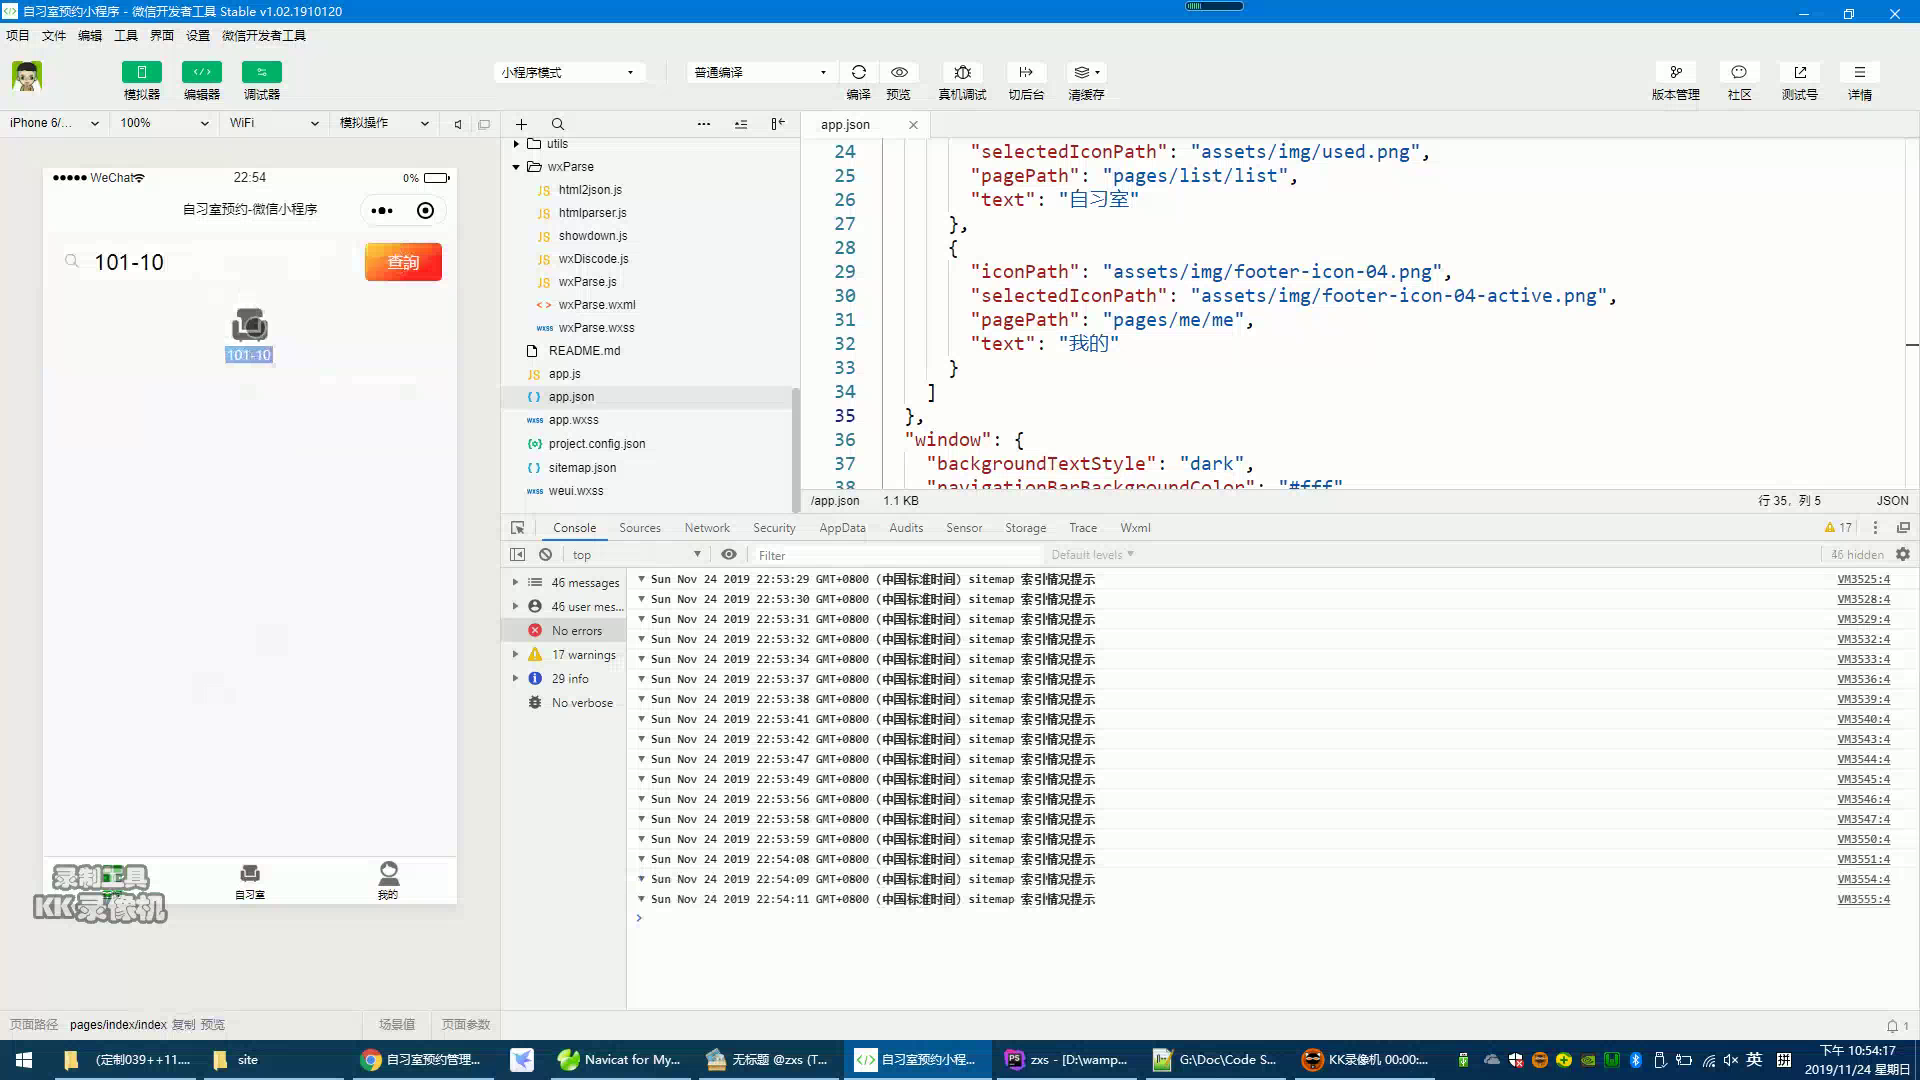 自习室预约小程序 - 微信开发者工具 Stable v1.02.1910120
项目 文件 编辑 工具 界面 设置 微信开发者工具
模拟器 编辑器 调试器
小程序模式 普通编译
编译 预览 真机调试 切后台 清缓存
版本管理 社区 测试号 详情
iPhone 6/... 100% WiFi 模拟操作
app.json
WeChat 22:54 0%
自习室预约-微信小程序
101-10 查詢
101-10
自习室 我的
录制工具
KK录像机
utils
wxParse
JS html2json.js
JS htmlparser.js
JS showdown.js
JS wxDiscode.js
JS wxParse.js
<> wxParse.wxml
wxss wxParse.wxss
README.md
JS app.js
{ } app.json
wxss app.wxss
{o} project.config.json
{ } sitemap.json
wxss weui.wxss
24 "selectedIconPath": "assets/img/used.png",
25 "pagePath": "pages/list/list",
26 "text": "自习室"
27 },
28 {
29 "iconPath": "assets/img/footer-icon-04.png",
30 "selectedIconPath": "assets/img/footer-icon-04-active.png",
31 "pagePath": "pages/me/me",
32 "text": "我的"
33 }
34 ]
35 },
36 "window": {
37 "backgroundTextStyle": "dark",
38 "navigationBarBackgroundColor": "#fff"
/app.json 1.1 KB 行 35，列 5 JSON
Console Sources Network Security AppData Audits Sensor Storage Trace Wxml 17
top Filter Default levels 46 hidden
46 messages
46 user mes...
No errors
17 warnings
29 info
No verbose
Sun Nov 24 2019 22:53:29 GMT+0800 (中国标准时间) sitemap 索引情况提示 VM3525:4
Sun Nov 24 2019 22:53:30 GMT+0800 (中国标准时间) sitemap 索引情况提示 VM3528:4
Sun Nov 24 2019 22:53:31 GMT+0800 (中国标准时间) sitemap 索引情况提示 VM3529:4
Sun Nov 24 2019 22:53:32 GMT+0800 (中国标准时间) sitemap 索引情况提示 VM3532:4
Sun Nov 24 2019 22:53:34 GMT+0800 (中国标准时间) sitemap 索引情况提示 VM3533:4
Sun Nov 24 2019 22:53:37 GMT+0800 (中国标准时间) sitemap 索引情况提示 VM3536:4
Sun Nov 24 2019 22:53:38 GMT+0800 (中国标准时间) sitemap 索引情况提示 VM3539:4
Sun Nov 24 2019 22:53:41 GMT+0800 (中国标准时间) sitemap 索引情况提示 VM3540:4
Sun Nov 24 2019 22:53:42 GMT+0800 (中国标准时间) sitemap 索引情况提示 VM3543:4
Sun Nov 24 2019 22:53:47 GMT+0800 (中国标准时间) sitemap 索引情况提示 VM3544:4
Sun Nov 24 2019 22:53:49 GMT+0800 (中国标准时间) sitemap 索引情况提示 VM3545:4
Sun Nov 24 2019 22:53:56 GMT+0800 (中国标准时间) sitemap 索引情况提示 VM3546:4
Sun Nov 24 2019 22:53:58 GMT+0800 (中国标准时间) sitemap 索引情况提示 VM3547:4
Sun Nov 24 2019 22:53:59 GMT+0800 (中国标准时间) sitemap 索引情况提示 VM3550:4
Sun Nov 24 2019 22:54:08 GMT+0800 (中国标准时间) sitemap 索引情况提示 VM3551:4
Sun Nov 24 2019 22:54:09 GMT+0800 (中国标准时间) sitemap 索引情况提示 VM3554:4
Sun Nov 24 2019 22:54:11 GMT+0800 (中国标准时间) sitemap 索引情况提示 VM3555:4
页面路径 pages/index/index 复制 预览 场景值 页面参数 1
(定制039++11.... site 自习室预约管理... Navicat for My... 无标题 @zxs (T... 自习室预约小程... zxs - [D:\wamp... G:\Doc\Code S... KK录像机 00:00:... 英 拼
下午 10:54:17
2019/11/24 星期日